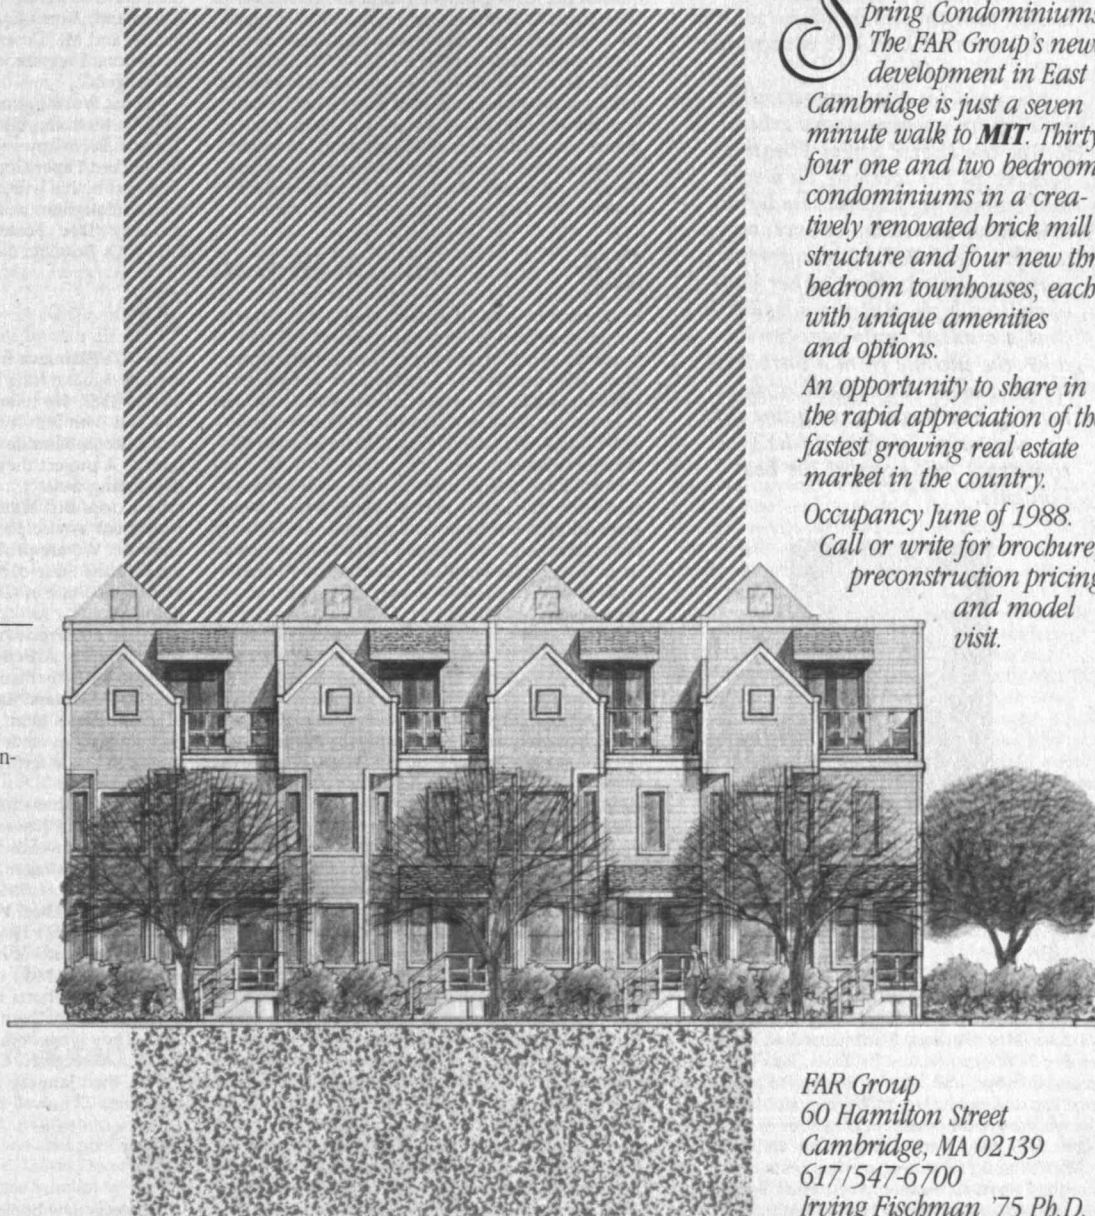 Spring Condominiums
The FAR Group's new
development in East
Cambridge is just a seven
minute walk to MIT. Thirty
four one and two bedroom
condominiums in a crea-
tively renovated brick mill
structure and four new thr
bedroom townhouses, each
with unique amenities
and options.
An opportunity to share in
the rapid appreciation of the
fastest growing real estate
market in the country.
Occupancy June of 1988.
Call or write for brochure,
preconstruction pricing
and model
visit.
n-
FAR Group
60 Hamilton Street
Cambridge, MA 02139
617/547-6700
Irving Fischman '75 Ph.D.